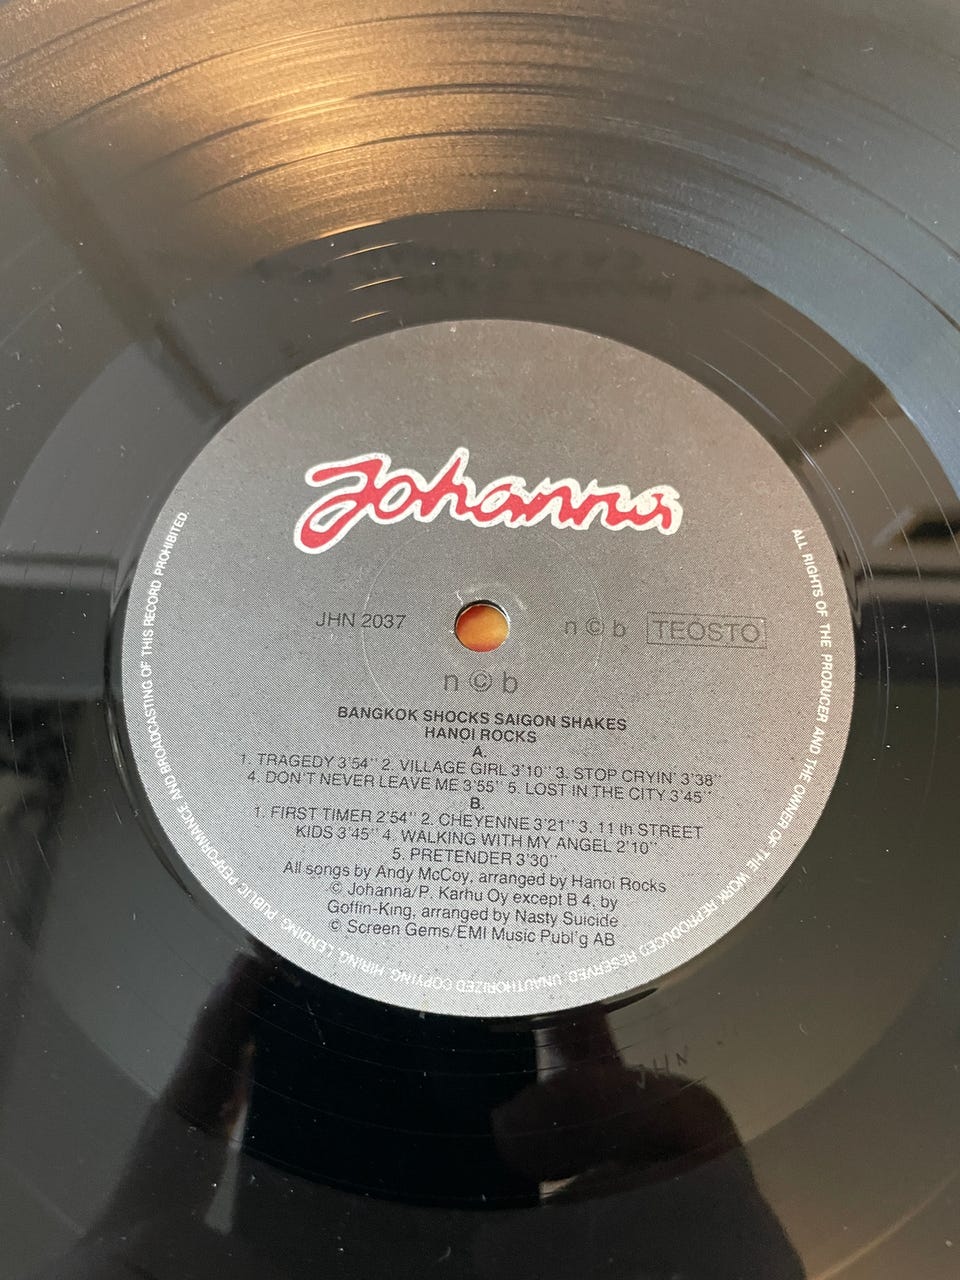 Johanna
JHN 2037
n © b TEOSTO
n © b
BANGKOK SHOCKS SAIGON SHAKES
HANOI ROCKS
A.
1. TRAGEDY 3'54'' 2. VILLAGE GIRL 3'10'' 3. STOP CRYIN' 3'38''
4. DON'T NEVER LEAVE ME 3'55'' 5. LOST IN THE CITY 3'45''
B.
1. FIRST TIMER 2'54'' 2. CHEYENNE 3'21'' 3. 11 th STREET
KIDS 3'45'' 4. WALKING WITH MY ANGEL 2'10''
5. PRETENDER 3'30''
All songs by Andy McCoy, arranged by Hanoi Rocks
© Johanna/P. Karhu Oy except B 4, by
Goffin-King, arranged by Nasty Suicide
© Screen Gems/EMI Music Publ'g AB
ALL RIGHTS OF THE PRODUCER AND THE OWNER OF THE WORK REPRODUCED RESERVED. UNAUTHORIZED COPYING, HIRING, LENDING, PUBLIC PERFORMANCE AND BROADCASTING OF THIS RECORD PROHIBITED.
JHN